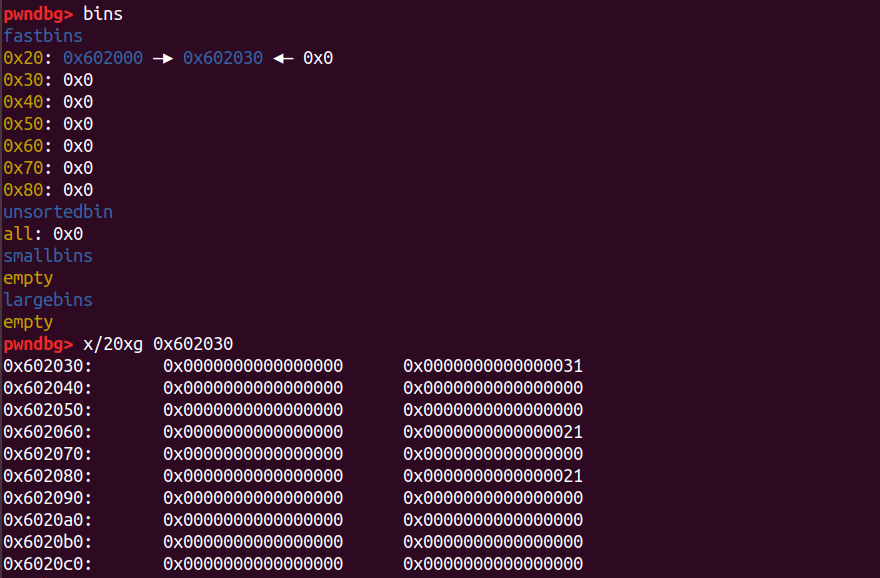 pwndbg> bins
fastbins
0x20: 0x602000 —▸ 0x602030 ◂— 0x0
0x30: 0x0
0x40: 0x0
0x50: 0x0
0x60: 0x0
0x70: 0x0
0x80: 0x0
unsortedbin
all: 0x0
smallbins
empty
largebins
empty
pwndbg> x/20xg 0x602030
0x602030: 0x0000000000000000 0x0000000000000031
0x602040: 0x0000000000000000 0x0000000000000000
0x602050: 0x0000000000000000 0x0000000000000000
0x602060: 0x0000000000000000 0x0000000000000021
0x602070: 0x0000000000000000 0x0000000000000000
0x602080: 0x0000000000000000 0x0000000000000021
0x602090: 0x0000000000000000 0x0000000000000000
0x6020a0: 0x0000000000000000 0x0000000000000000
0x6020b0: 0x0000000000000000 0x0000000000000000
0x6020c0: 0x0000000000000000 0x0000000000000000